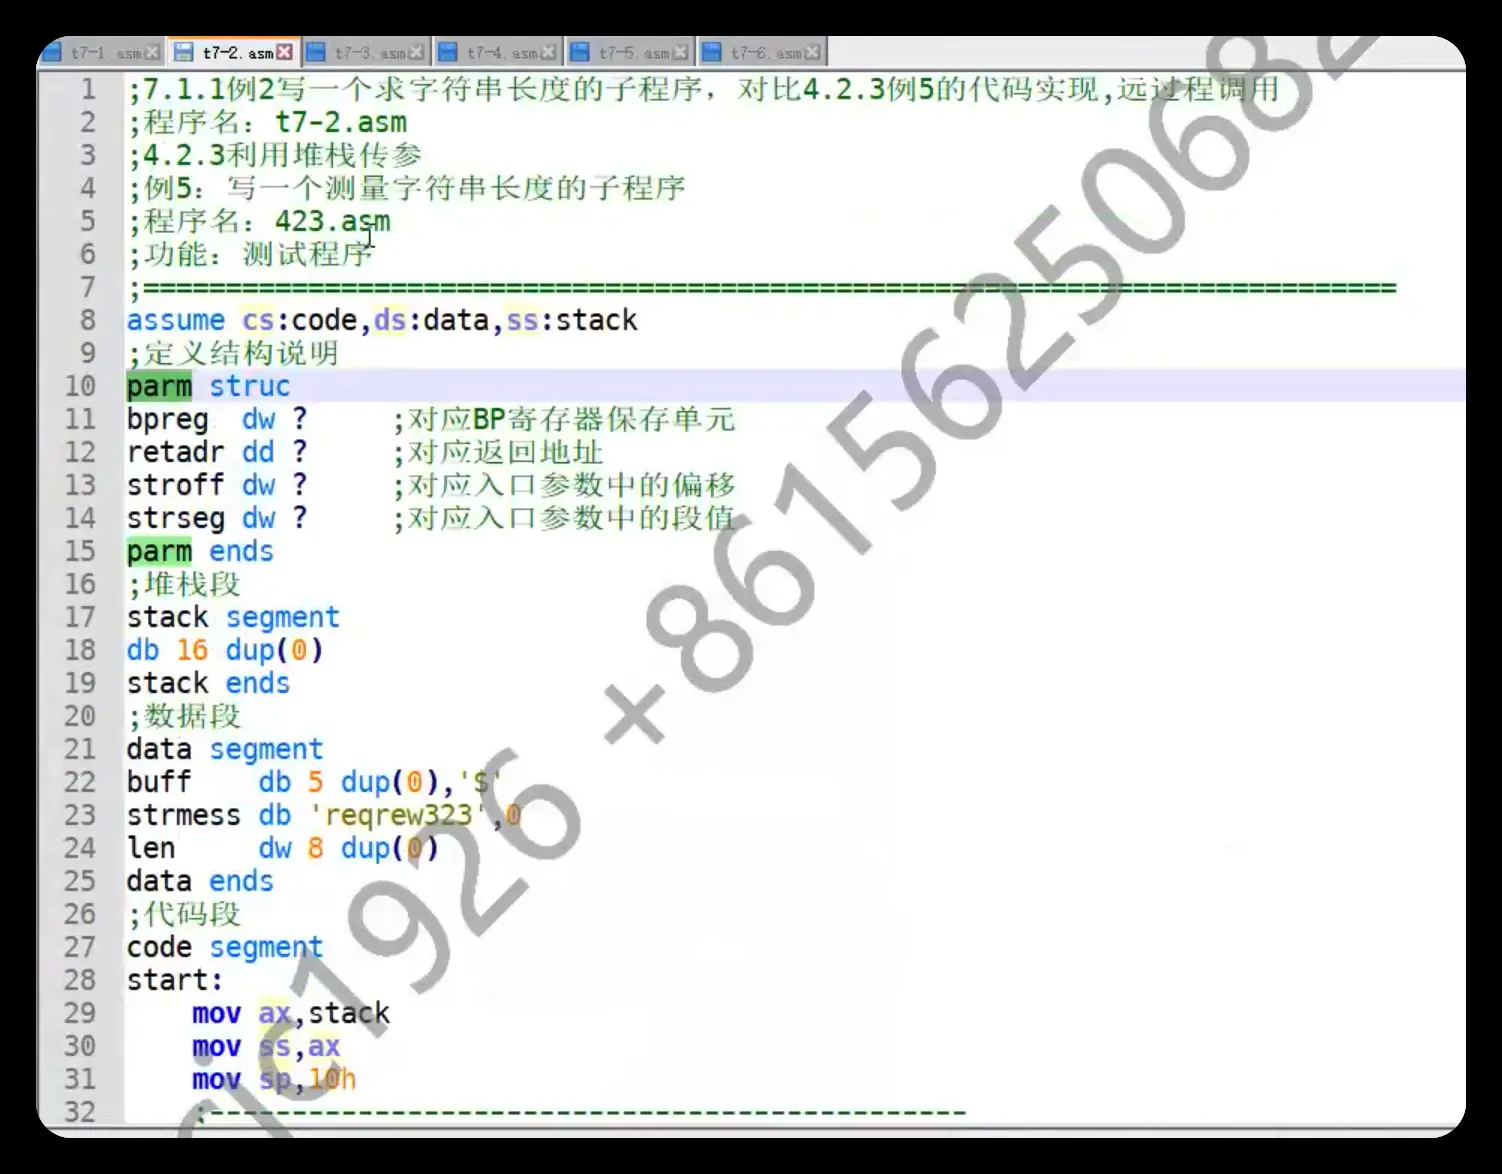 t7-1.asm t7-2.asm t7-3.asm t7-4.asm t7-5.asm t7-6.asm
1 ;7.1.1例2写一个求字符串长度的子程序，对比4.2.3例5的代码实现,远过程调用
2 ;程序名：t7-2.asm
3 ;4.2.3利用堆栈传参
4 ;例5：写一个测量字符串长度的子程序
5 ;程序名：423.asm
6 ;功能：测试程序
7 ;============================================================================
8 assume cs:code,ds:data,ss:stack
9 ;定义结构说明
10 parm struc
11 bpreg dw ? ;对应BP寄存器保存单元
12 retadr dd ? ;对应返回地址
13 stroff dw ? ;对应入口参数中的偏移
14 strseg dw ? ;对应入口参数中的段值
15 parm ends
16 ;堆栈段
17 stack segment
18 db 16 dup(0)
19 stack ends
20 ;数据段
21 data segment
22 buff db 5 dup(0),'$'
23 strmess db 'reqrew323',0
24 len dw 8 dup(0)
25 data ends
26 ;代码段
27 code segment
28 start:
29 mov ax,stack
30 mov ss,ax
31 mov sp,10h
32 ;----------------------------------------------
rjc1926 +8615625068